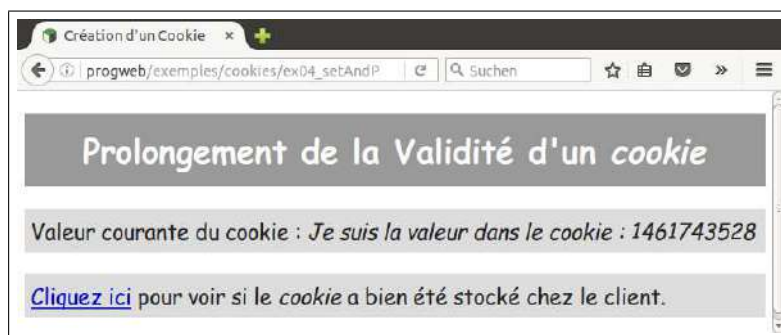 Création d'un Cookie
progweb/exemples/cookies/ex04_setAndP
Suchen
Prolongement de la Validité d'un cookie
Valeur courante du cookie : Je suis la valeur dans le cookie : 1461743528
Cliquez ici pour voir si le cookie a bien été stocké chez le client.